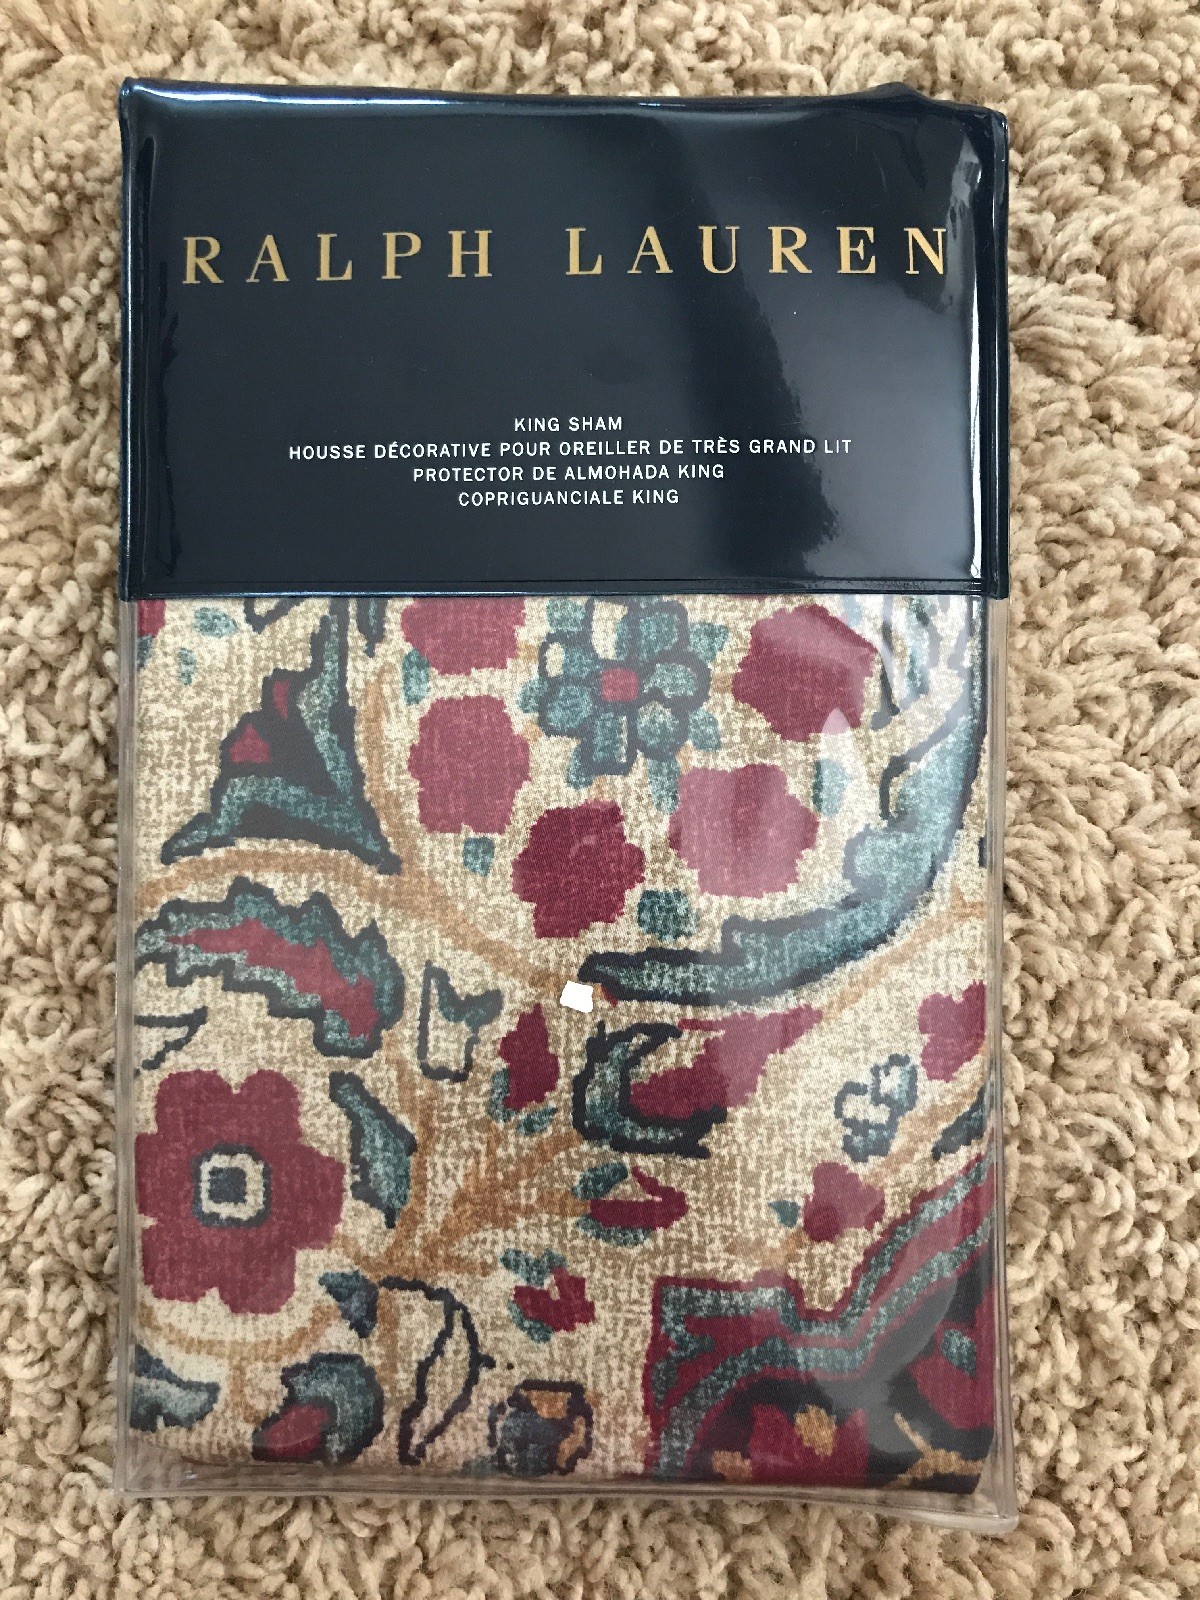 RALPH LAUREN
KING SHAM
HOUSSE DÉCORATIVE POUR OREILLER DE TRÈS GRAND LIT
PROTECTOR DE ALMOHADA KING
COPRIGUANCIALE KING